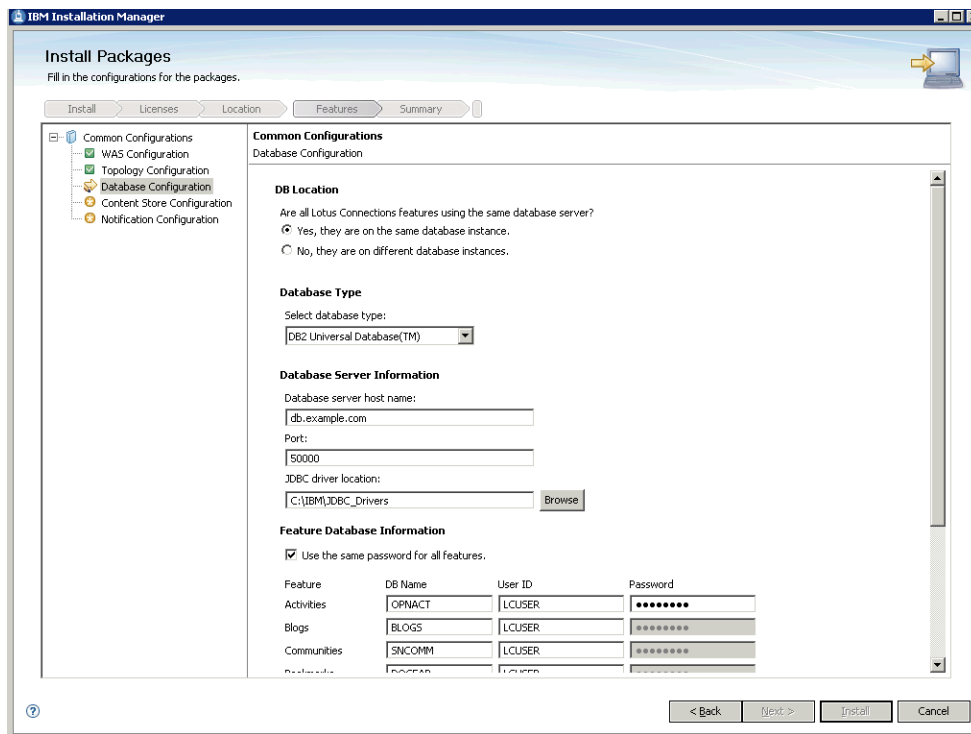 IBM Installation Manager
Install Packages
Fill in the configurations for the packages.
Install Licenses Location Features Summary
Common Configurations
WAS Configuration
Topology Configuration
Database Configuration
Content Store Configuration
Notification Configuration
Common Configurations
Database Configuration
DB Location
Are all Lotus Connections features using the same database server?
Yes, they are on the same database instance.
No, they are on different database instances.
Database Type
Select database type:
DB2 Universal Database(TM)
Database Server Information
Database server host name:
db.example.com
Port:
50000
JDBC driver location:
C:\IBM\JDBC_Drivers Browse
Feature Database Information
Use the same password for all features.
Feature DB Name User ID Password
Activities OPNACT LCUSER ●●●●●●●●
Blogs BLOGS LCUSER ●●●●●●●●
Communities SNCOMM LCUSER ●●●●●●●●
? < Back Next > Install Cancel